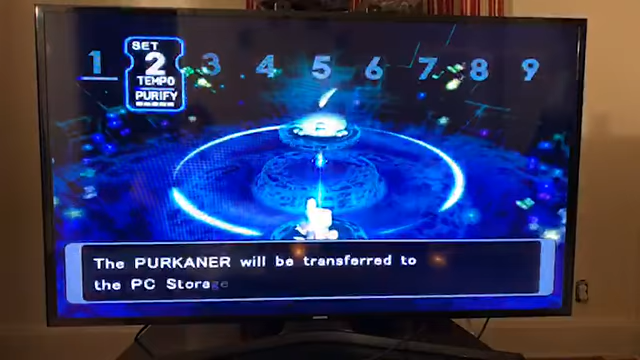 1 SET 2 TEMPO PURIFY 3 4 5 6 7 8 9
The PURKANER will be transferred to
the PC Storage